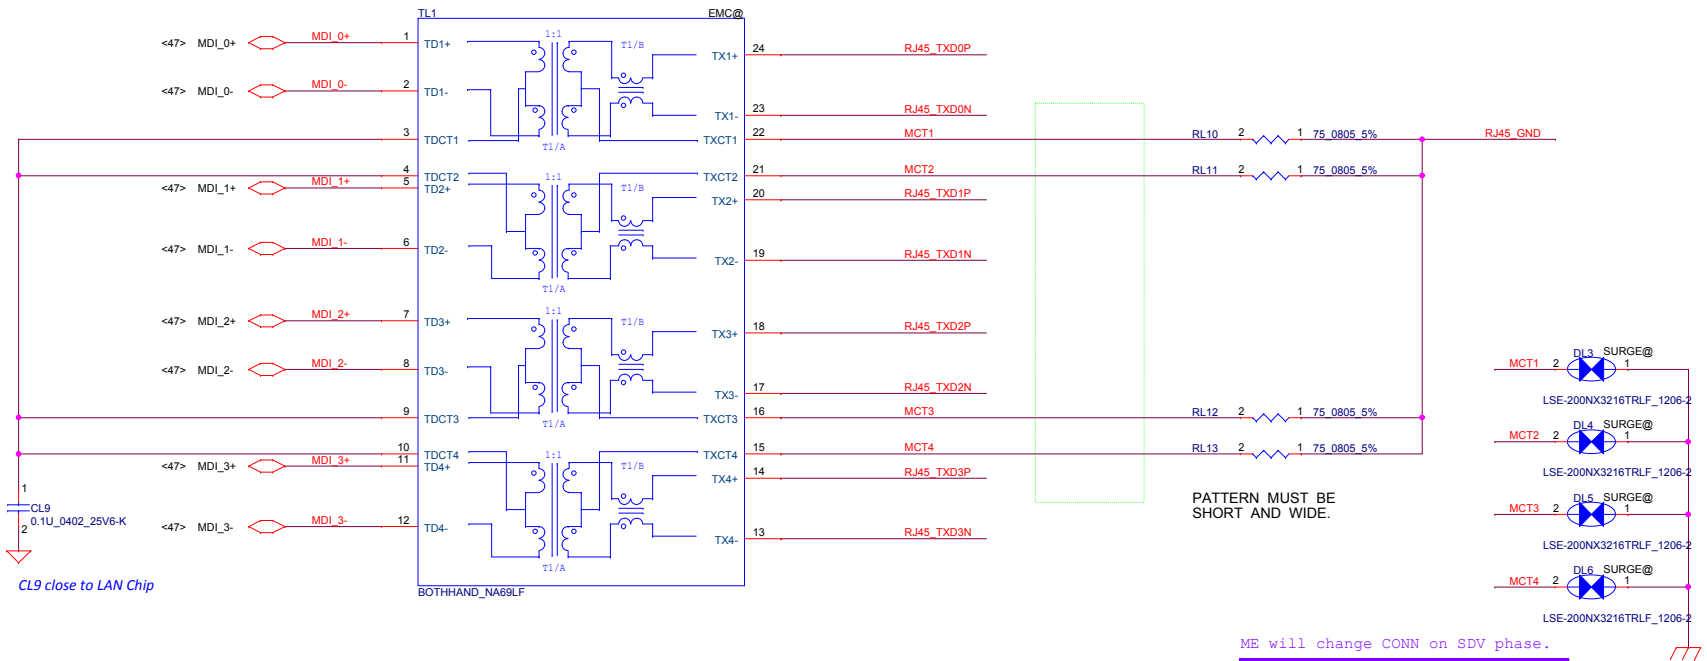 TL1
EMC@
<47> MDI_0+
MDI_0+
1
TD1+
1:1
T1/B
TX1+
24
RJ45_TXD0P
<47> MDI_0-
MDI_0-
2
TD1-
TX1-
23
RJ45_TXD0N
3
TDCT1
T1/A
TXCT1
22
MCT1
RL10
2
1
75_0805_5%
RJ45_GND
4
TDCT2
1:1
TXCT2
21
MCT2
RL11
2
1
75_0805_5%
<47> MDI_1+
MDI_1+
5
TD2+
T1/B
TX2+
20
RJ45_TXD1P
<47> MDI_1-
MDI_1-
6
TD2-
TX2-
19
RJ45_TXD1N
T1/A
<47> MDI_2+
MDI_2+
7
TD3+
1:1
T1/B
TX3+
18
RJ45_TXD2P
<47> MDI_2-
MDI_2-
8
TD3-
TX3-
17
RJ45_TXD2N
9
TDCT3
T1/A
TXCT3
16
MCT3
RL12
2
1
75_0805_5%
10
TDCT4
1:1
TXCT4
15
MCT4
RL13
2
1
75_0805_5%
<47> MDI_3+
MDI_3+
11
TD4+
T1/B
TX4+
14
RJ45_TXD3P
<47> MDI_3-
MDI_3-
12
TD4-
TX4-
13
RJ45_TXD3N
T1/A
BOTHHAND_NA69LF
1
CL9
0.1U_0402_25V6-K
2
CL9 close to LAN Chip
PATTERN MUST BE
SHORT AND WIDE.
MCT1
2
DL3
SURGE@
1
LSE-200NX3216TRLF_1206-2
MCT2
2
DL4
SURGE@
1
LSE-200NX3216TRLF_1206-2
MCT3
2
DL5
SURGE@
1
LSE-200NX3216TRLF_1206-2
MCT4
2
DL6
SURGE@
1
LSE-200NX3216TRLF_1206-2
ME will change CONN on SDV phase.